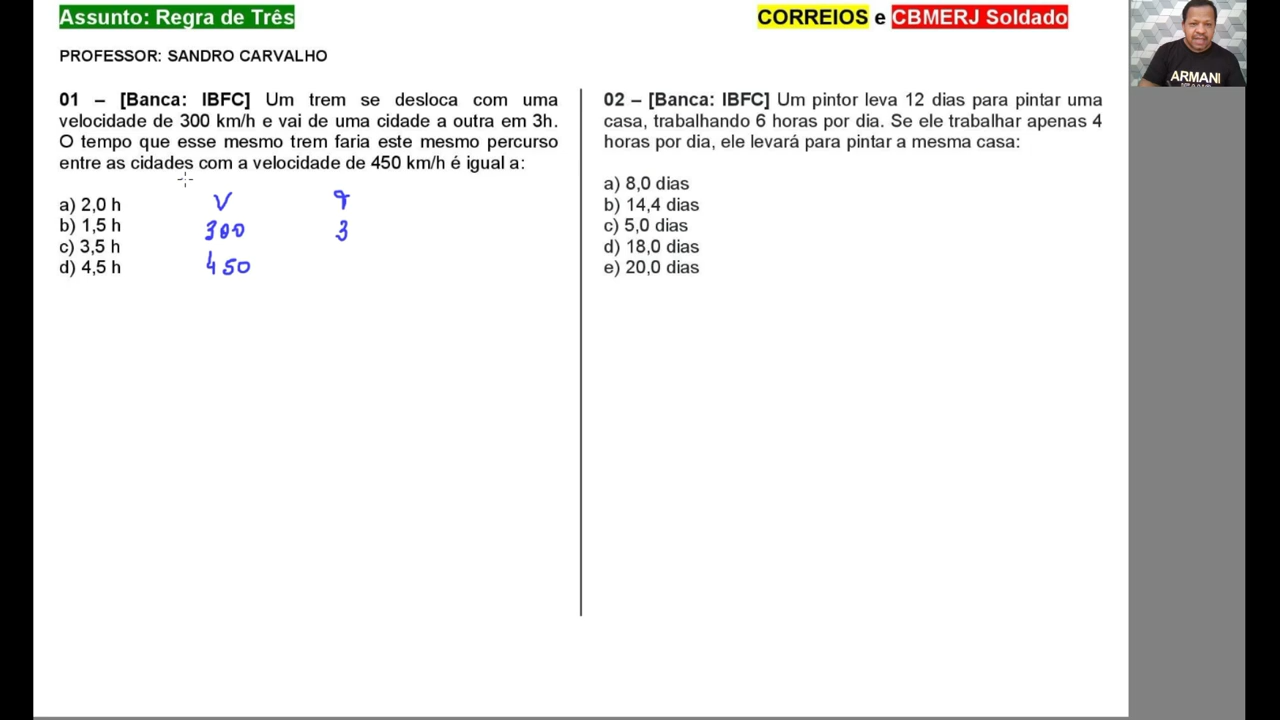 Assunto: Regra de Três
CORREIOS e CBMERJ Soldado
PROFESSOR: SANDRO CARVALHO
01 – [Banca: IBFC] Um trem se desloca com uma
velocidade de 300 km/h e vai de uma cidade a outra em 3h.
O tempo que esse mesmo trem faria este mesmo percurso
entre as cidades com a velocidade de 450 km/h é igual a:
a) 2,0 h
b) 1,5 h
c) 3,5 h
d) 4,5 h
V T
300 3
450
02 – [Banca: IBFC] Um pintor leva 12 dias para pintar uma
casa, trabalhando 6 horas por dia. Se ele trabalhar apenas 4
horas por dia, ele levará para pintar a mesma casa:
a) 8,0 dias
b) 14,4 dias
c) 5,0 dias
d) 18,0 dias
e) 20,0 dias
ARMANI